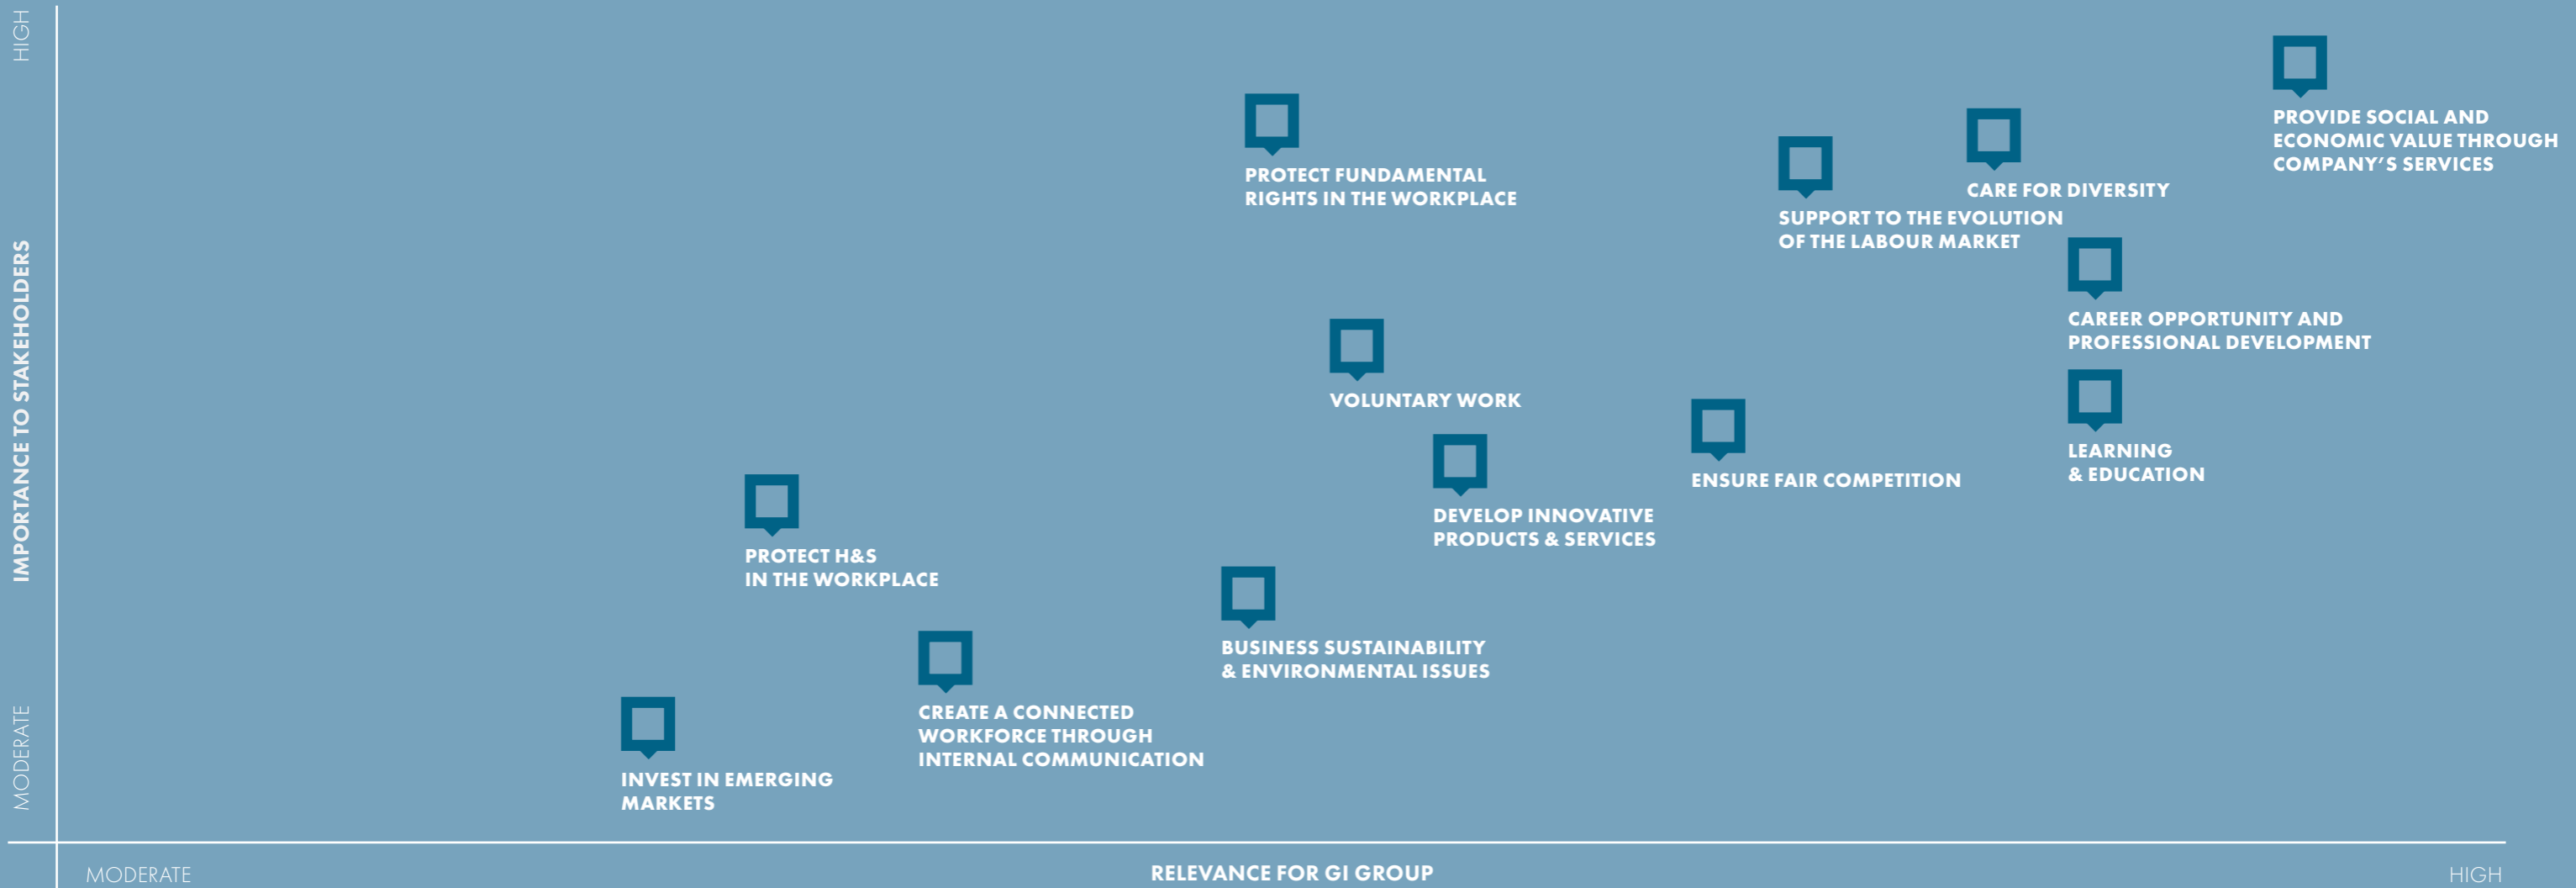 HIGH
IMPORTANCE TO STAKEHOLDERS
MODERATE
PROVIDE SOCIAL AND
ECONOMIC VALUE THROUGH
COMPANY'S SERVICES
PROTECT FUNDAMENTAL
RIGHTS IN THE WORKPLACE
CARE FOR DIVERSITY
SUPPORT TO THE EVOLUTION
OF THE LABOUR MARKET
CAREER OPPORTUNITY AND
PROFESSIONAL DEVELOPMENT
VOLUNTARY WORK
LEARNING
& EDUCATION
ENSURE FAIR COMPETITION
DEVELOP INNOVATIVE
PRODUCTS & SERVICES
PROTECT H&S
IN THE WORKPLACE
BUSINESS SUSTAINABILITY
& ENVIRONMENTAL ISSUES
CREATE A CONNECTED
WORKFORCE THROUGH
INTERNAL COMMUNICATION
INVEST IN EMERGING
MARKETS
MODERATE
RELEVANCE FOR GI GROUP
HIGH